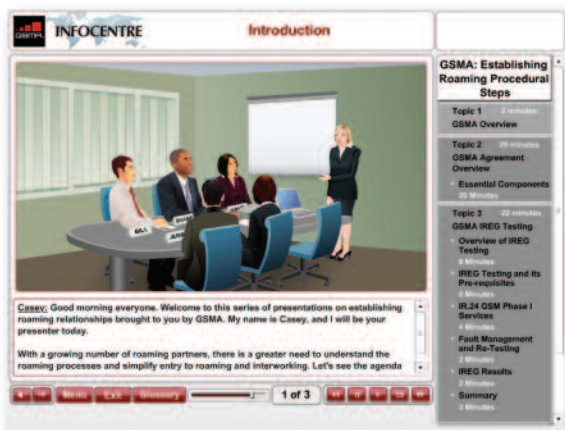 GSMA
INFOCENTRE
Introduction
BILL
Casey: Good morning everyone. Welcome to this series of presentations on establishing
roaming relationships brought to you by GSMA. My name is Casey, and I will be your
presenter today.
With a growing number of roaming partners, there is a greater need to understand the
roaming processes and simplify entry to roaming and interworking. Let's see the agenda
Menu Exit Glossary 1 of 3
GSMA: Establishing
Roaming Procedural
Steps
Topic 1 2 minutes
GSMA Overview
Topic 2 20 minutes
GSMA Agreement
Overview
Essential Components
20 Minutes
Topic 3 22 minutes
GSMA IREG Testing
Overview of IREG
Testing
Minutes
IREG Testing and its
Pre-requisites
Minutes
IR.24 GSM Phase I
Services
4 Minutes
Fault Management
and Re-Testing
2 Minutes
IREG Results
2 Minutes
Summary
Minutes